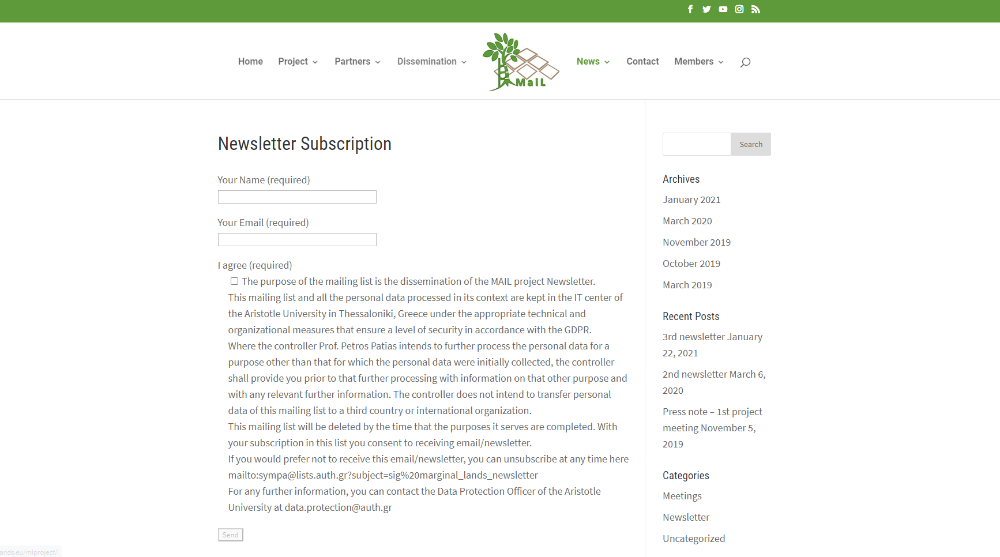 Home Project Partners Dissemination MaiL News Contact Members
Newsletter Subscription
Your Name (required)
Your Email (required)
I agree (required)
The purpose of the mailing list is the dissemination of the MAIL project Newsletter.
This mailing list and all the personal data processed in its context are kept in the IT center of
the Aristotle University in Thessaloniki, Greece under the appropriate technical and
organizational measures that ensure a level of security in accordance with the GDPR.
Where the controller Prof. Petros Patias intends to further process the personal data for a
purpose other than that for which the personal data were initially collected, the controller
shall provide you prior to that further processing with information on that other purpose and
with any relevant further information. The controller does not intend to transfer personal
data of this mailing list to a third country or international organization.
This mailing list will be deleted by the time that the purposes it serves are completed. With
your subscription in this list you consent to receiving email/newsletter.
If you would prefer not to receive this email/newsletter, you can unsubscribe at any time here
mailto:sympa@lists.auth.gr?subject=sig%20marginal_lands_newsletter
For any further information, you can contact the Data Protection Officer of the Aristotle
University at data.protection@auth.gr
Send
Search
Archives
January 2021
March 2020
November 2019
October 2019
March 2019
Recent Posts
3rd newsletter January
22, 2021
2nd newsletter March 6,
2020
Press note – 1st project
meeting November 5,
2019
Categories
Meetings
Newsletter
Uncategorized
ands.eu/mlproject/